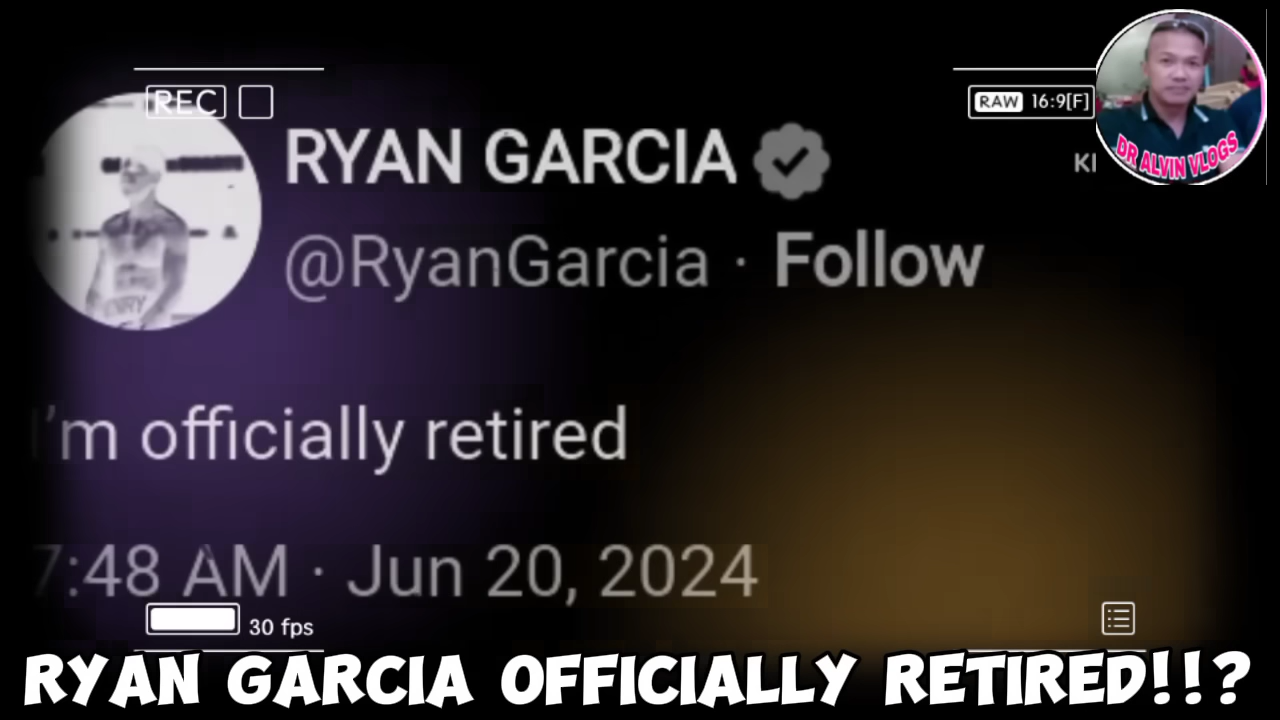 REC
RAW 16:9[F]
DR ALVIN VLOGS
RYAN GARCIA
@RyanGarcia · Follow
I'm officially retired
7:48 AM · Jun 20, 2024
30 fps
RYAN GARCIA OFFICIALLY RETIRED!!?